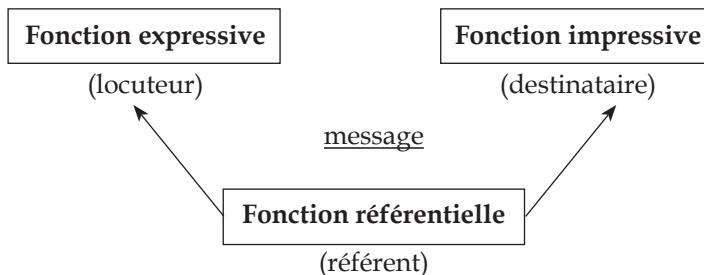 Fonction expressive
(locuteur)
Fonction impressive
(destinataire)
message
Fonction référentielle
(référent)